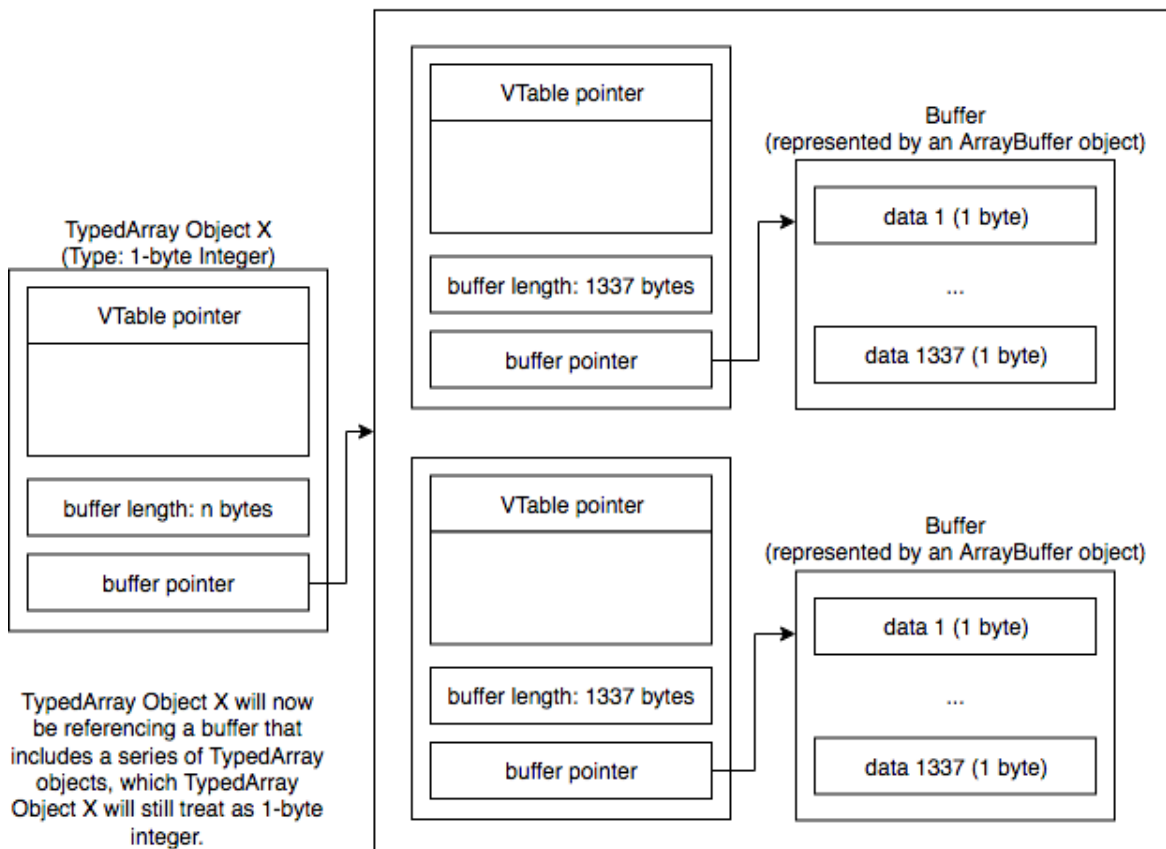 TypedArray Object X
(Type: 1-byte Integer)
VTable pointer
buffer length: n bytes
buffer pointer
TypedArray Object X will now
be referencing a buffer that
includes a series of TypedArray
objects, which TypedArray
Object X will still treat as 1-byte
integer.
VTable pointer
buffer length: 1337 bytes
buffer pointer
Buffer
(represented by an ArrayBuffer object)
data 1 (1 byte)
...
data 1337 (1 byte)
VTable pointer
buffer length: 1337 bytes
buffer pointer
Buffer
(represented by an ArrayBuffer object)
data 1 (1 byte)
...
data 1337 (1 byte)